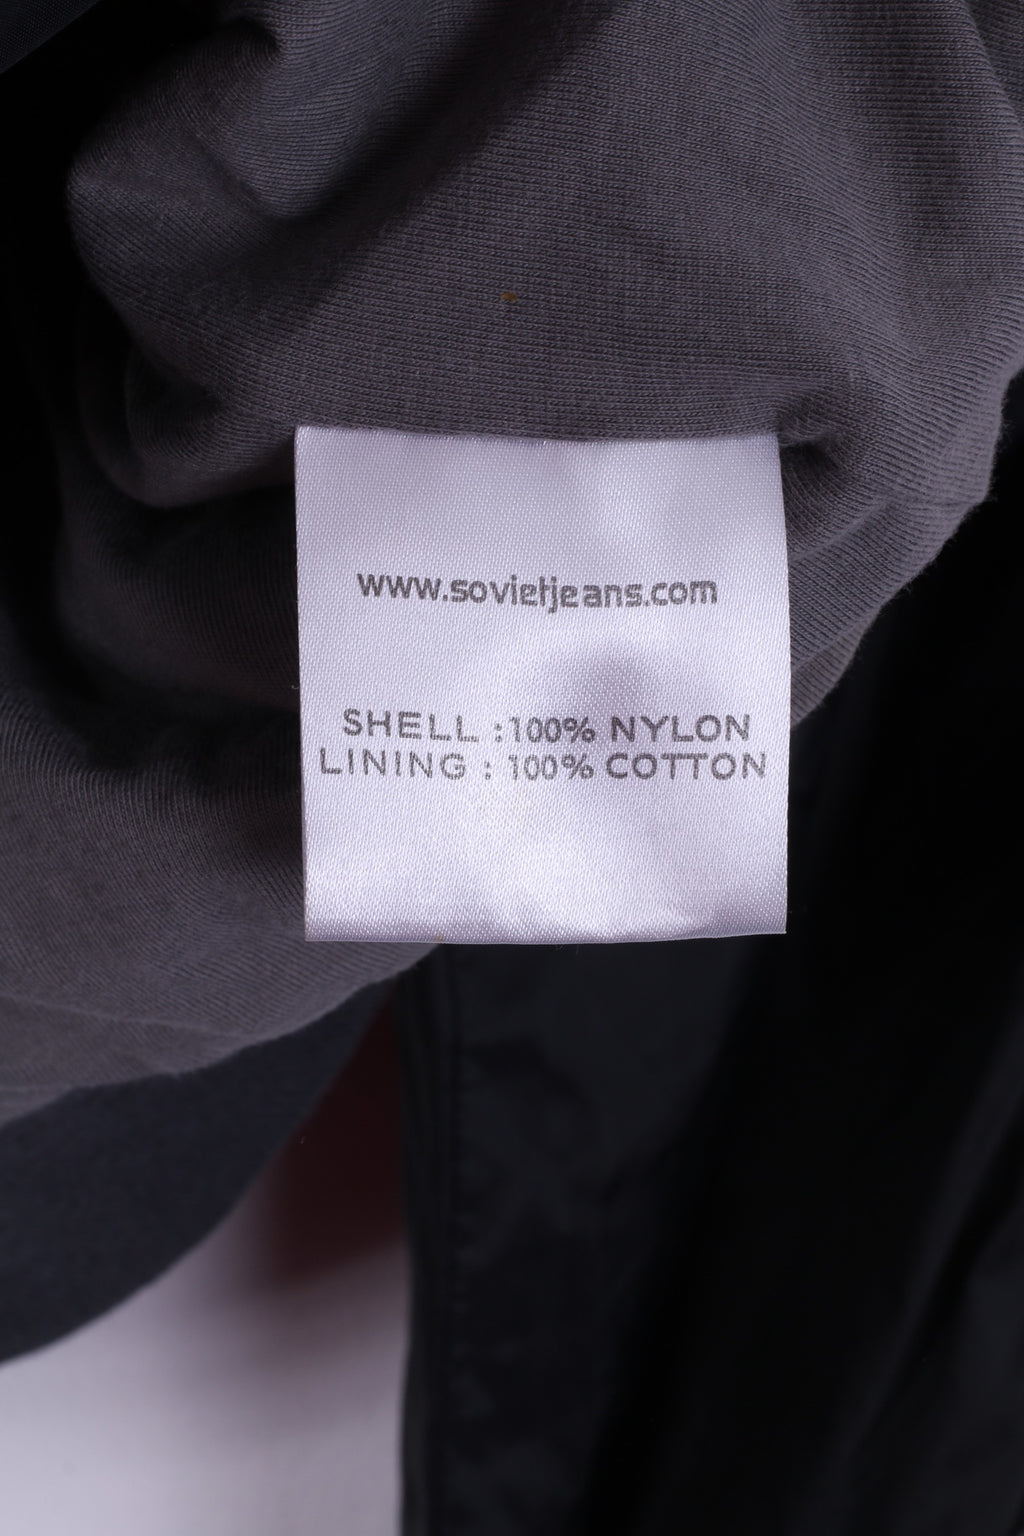 www.sovietjeans.com
SHELL :100% NYLON
LINING : 100% COTTON